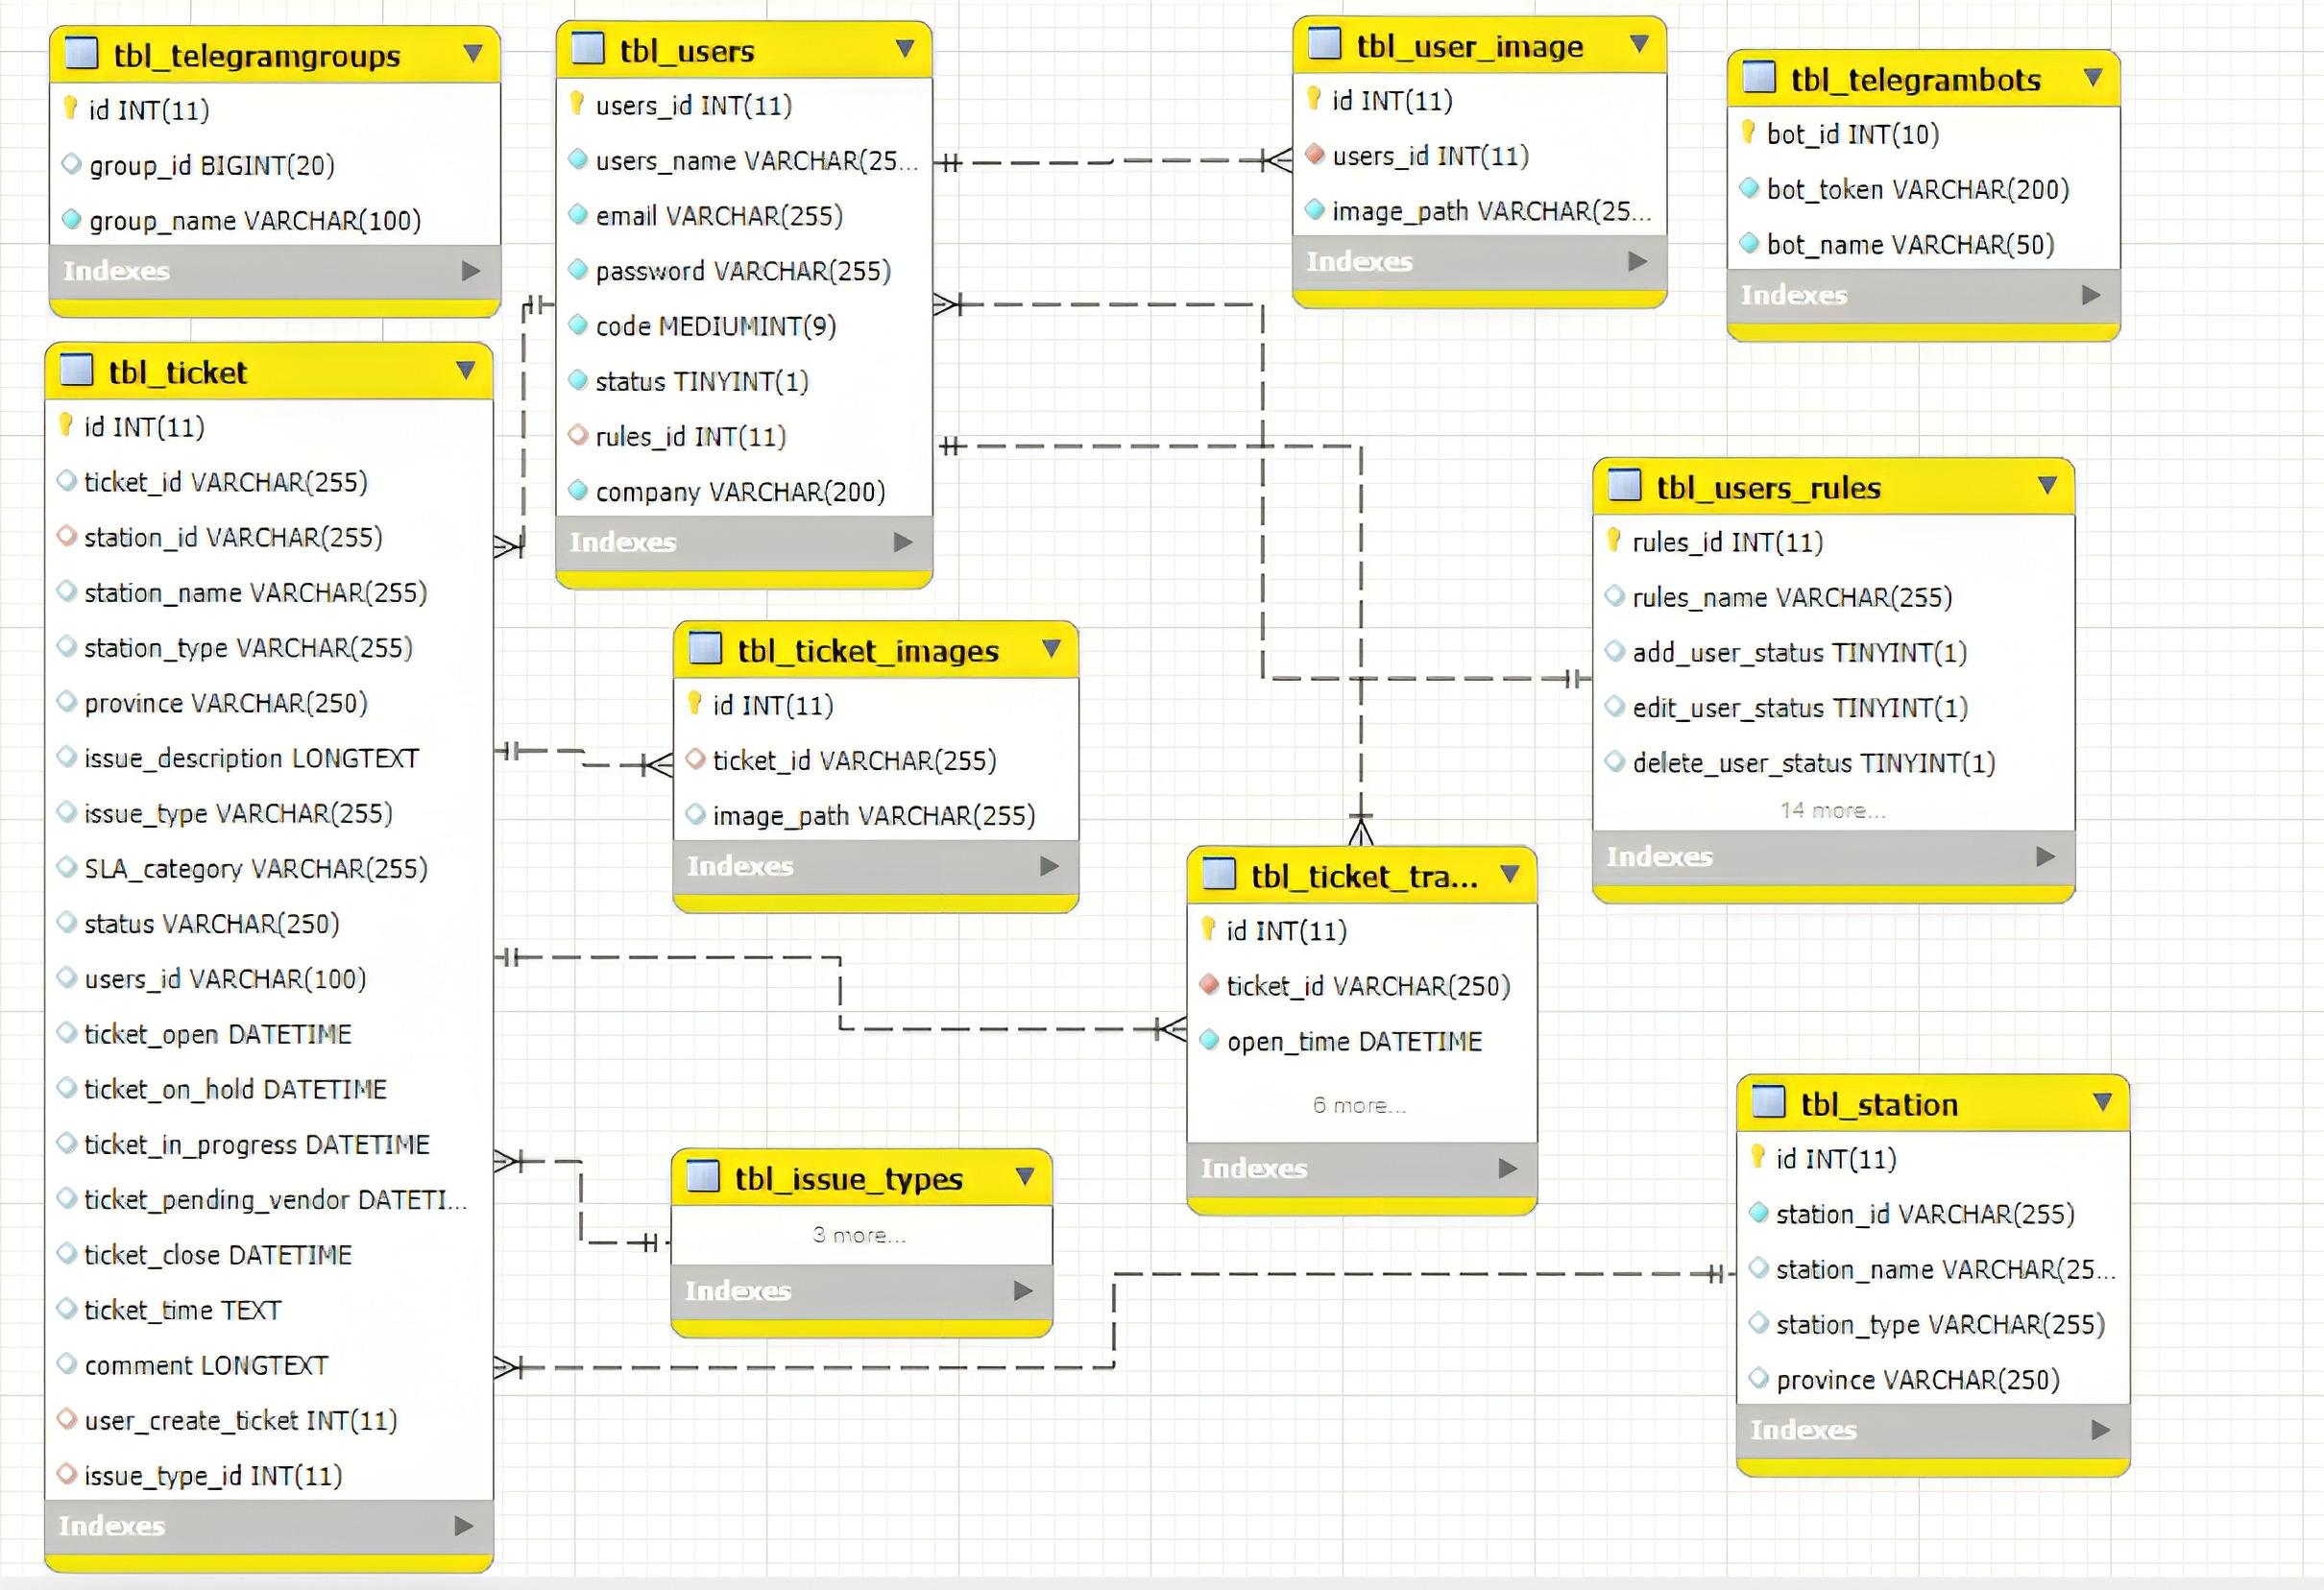 tbl_telegramgroups
id INT(11)
group_id BIGINT(20)
group_name VARCHAR(100)
Indexes
tbl_users
users_id INT(11)
users_name VARCHAR(25...
email VARCHAR(255)
password VARCHAR(255)
code MEDIUMINT(9)
status TINYINT(1)
rules_id INT(11)
company VARCHAR(200)
Indexes
tbl_user_image
id INT(11)
users_id INT(11)
image_path VARCHAR(25...
Indexes
tbl_telegrambots
bot_id INT(10)
bot_token VARCHAR(200)
bot_name VARCHAR(50)
Indexes
tbl_ticket
id INT(11)
ticket_id VARCHAR(255)
station_id VARCHAR(255)
station_name VARCHAR(255)
station_type VARCHAR(255)
province VARCHAR(250)
issue_description LONGTEXT
issue_type VARCHAR(255)
SLA_category VARCHAR(255)
status VARCHAR(250)
users_id VARCHAR(100)
ticket_open DATETIME
ticket_on_hold DATETIME
ticket_in_progress DATETIME
ticket_pending_vendor DATETI...
ticket_close DATETIME
ticket_time TEXT
comment LONGTEXT
user_create_ticket INT(11)
issue_type_id INT(11)
Indexes
tbl_ticket_images
id INT(11)
ticket_id VARCHAR(255)
image_path VARCHAR(255)
Indexes
tbl_users_rules
rules_id INT(11)
rules_name VARCHAR(255)
add_user_status TINYINT(1)
edit_user_status TINYINT(1)
delete_user_status TINYINT(1)
14 more...
Indexes
tbl_ticket_tra...
id INT(11)
ticket_id VARCHAR(250)
open_time DATETIME
6 more...
Indexes
tbl_issue_types
3 more...
Indexes
tbl_station
id INT(11)
station_id VARCHAR(255)
station_name VARCHAR(25...
station_type VARCHAR(255)
province VARCHAR(250)
Indexes